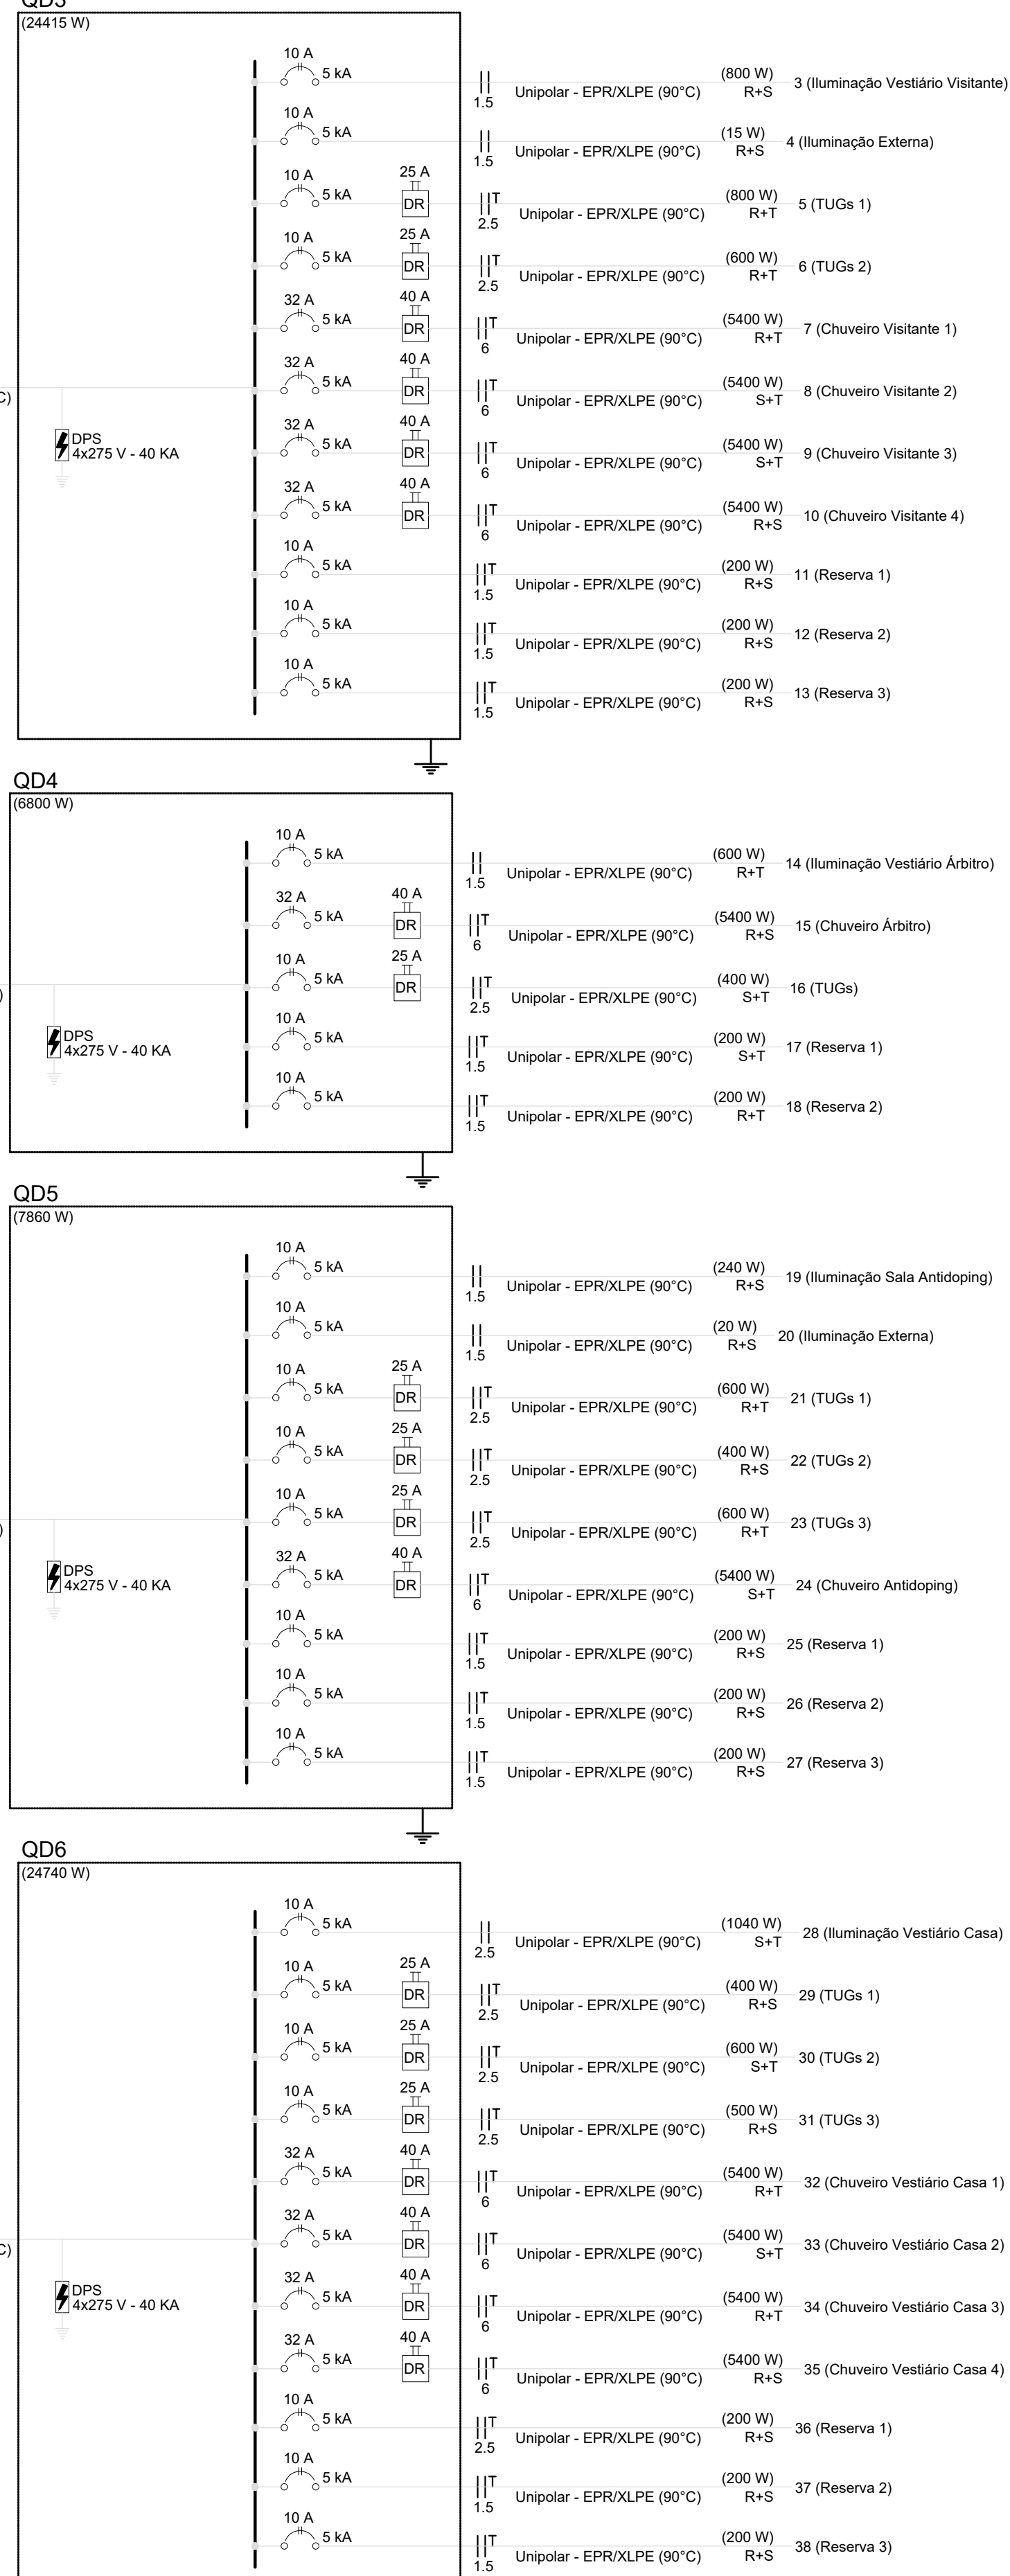 QD3
(24415 W)
10 A
5 kA
1.5
Unipolar - EPR/XLPE (90°C)
(800 W)
R+S
3 (Iluminação Vestiário Visitante)
10 A
5 kA
1.5
Unipolar - EPR/XLPE (90°C)
(15 W)
R+S
4 (Iluminação Externa)
10 A
5 kA
25 A
DR
T
2.5
Unipolar - EPR/XLPE (90°C)
(800 W)
R+T
5 (TUGs 1)
10 A
5 kA
25 A
DR
T
2.5
Unipolar - EPR/XLPE (90°C)
(600 W)
R+T
6 (TUGs 2)
32 A
5 kA
40 A
DR
T
6
Unipolar - EPR/XLPE (90°C)
(5400 W)
R+T
7 (Chuveiro Visitante 1)
32 A
5 kA
40 A
DR
T
6
Unipolar - EPR/XLPE (90°C)
(5400 W)
S+T
8 (Chuveiro Visitante 2)
C)
DPS
4x275 V - 40 KA
32 A
5 kA
40 A
DR
T
6
Unipolar - EPR/XLPE (90°C)
(5400 W)
S+T
9 (Chuveiro Visitante 3)
32 A
5 kA
40 A
DR
T
6
Unipolar - EPR/XLPE (90°C)
(5400 W)
R+S
10 (Chuveiro Visitante 4)
10 A
5 kA
T
1.5
Unipolar - EPR/XLPE (90°C)
(200 W)
R+S
11 (Reserva 1)
10 A
5 kA
T
1.5
Unipolar - EPR/XLPE (90°C)
(200 W)
R+S
12 (Reserva 2)
10 A
5 kA
T
1.5
Unipolar - EPR/XLPE (90°C)
(200 W)
R+S
13 (Reserva 3)
QD4
(6800 W)
10 A
5 kA
1.5
Unipolar - EPR/XLPE (90°C)
(600 W)
R+T
14 (Iluminação Vestiário Árbitro)
32 A
5 kA
40 A
DR
T
6
Unipolar - EPR/XLPE (90°C)
(5400 W)
R+S
15 (Chuveiro Árbitro)
10 A
5 kA
25 A
DR
T
2.5
Unipolar - EPR/XLPE (90°C)
(400 W)
S+T
16 (TUGs)
)
DPS
4x275 V - 40 KA
10 A
5 kA
T
1.5
Unipolar - EPR/XLPE (90°C)
(200 W)
S+T
17 (Reserva 1)
10 A
5 kA
T
1.5
Unipolar - EPR/XLPE (90°C)
(200 W)
R+T
18 (Reserva 2)
QD5
(7860 W)
10 A
5 kA
1.5
Unipolar - EPR/XLPE (90°C)
(240 W)
R+S
19 (Iluminação Sala Antidoping)
10 A
5 kA
1.5
Unipolar - EPR/XLPE (90°C)
(20 W)
R+S
20 (Iluminação Externa)
10 A
5 kA
25 A
DR
T
2.5
Unipolar - EPR/XLPE (90°C)
(600 W)
R+T
21 (TUGs 1)
10 A
5 kA
25 A
DR
T
2.5
Unipolar - EPR/XLPE (90°C)
(400 W)
R+S
22 (TUGs 2)
10 A
5 kA
25 A
DR
T
2.5
Unipolar - EPR/XLPE (90°C)
(600 W)
R+T
23 (TUGs 3)
)
DPS
4x275 V - 40 KA
32 A
5 kA
40 A
DR
T
6
Unipolar - EPR/XLPE (90°C)
(5400 W)
S+T
24 (Chuveiro Antidoping)
10 A
5 kA
T
1.5
Unipolar - EPR/XLPE (90°C)
(200 W)
R+S
25 (Reserva 1)
10 A
5 kA
T
1.5
Unipolar - EPR/XLPE (90°C)
(200 W)
R+S
26 (Reserva 2)
10 A
5 kA
T
1.5
Unipolar - EPR/XLPE (90°C)
(200 W)
R+S
27 (Reserva 3)
QD6
(24740 W)
10 A
5 kA
2.5
Unipolar - EPR/XLPE (90°C)
(1040 W)
S+T
28 (Iluminação Vestiário Casa)
10 A
5 kA
25 A
DR
T
2.5
Unipolar - EPR/XLPE (90°C)
(400 W)
R+S
29 (TUGs 1)
10 A
5 kA
25 A
DR
T
2.5
Unipolar - EPR/XLPE (90°C)
(600 W)
S+T
30 (TUGs 2)
10 A
5 kA
25 A
DR
T
2.5
Unipolar - EPR/XLPE (90°C)
(500 W)
R+S
31 (TUGs 3)
32 A
5 kA
40 A
DR
T
6
Unipolar - EPR/XLPE (90°C)
(5400 W)
R+T
32 (Chuveiro Vestiário Casa 1)
32 A
5 kA
40 A
DR
T
6
Unipolar - EPR/XLPE (90°C)
(5400 W)
S+T
33 (Chuveiro Vestiário Casa 2)
C)
DPS
4x275 V - 40 KA
32 A
5 kA
40 A
DR
T
6
Unipolar - EPR/XLPE (90°C)
(5400 W)
R+T
34 (Chuveiro Vestiário Casa 3)
32 A
5 kA
40 A
DR
T
6
Unipolar - EPR/XLPE (90°C)
(5400 W)
R+S
35 (Chuveiro Vestiário Casa 4)
10 A
5 kA
T
2.5
Unipolar - EPR/XLPE (90°C)
(200 W)
R+S
36 (Reserva 1)
10 A
5 kA
T
1.5
Unipolar - EPR/XLPE (90°C)
(200 W)
R+S
37 (Reserva 2)
10 A
5 kA
T
1.5
Unipolar - EPR/XLPE (90°C)
(200 W)
R+S
38 (Reserva 3)